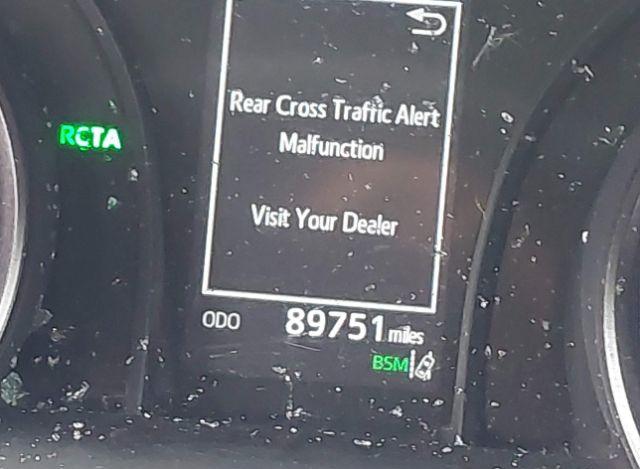 RCTA
Rear Cross Traffic Alert
Malfunction
Visit Your Dealer
ODO 89751 miles
BSM